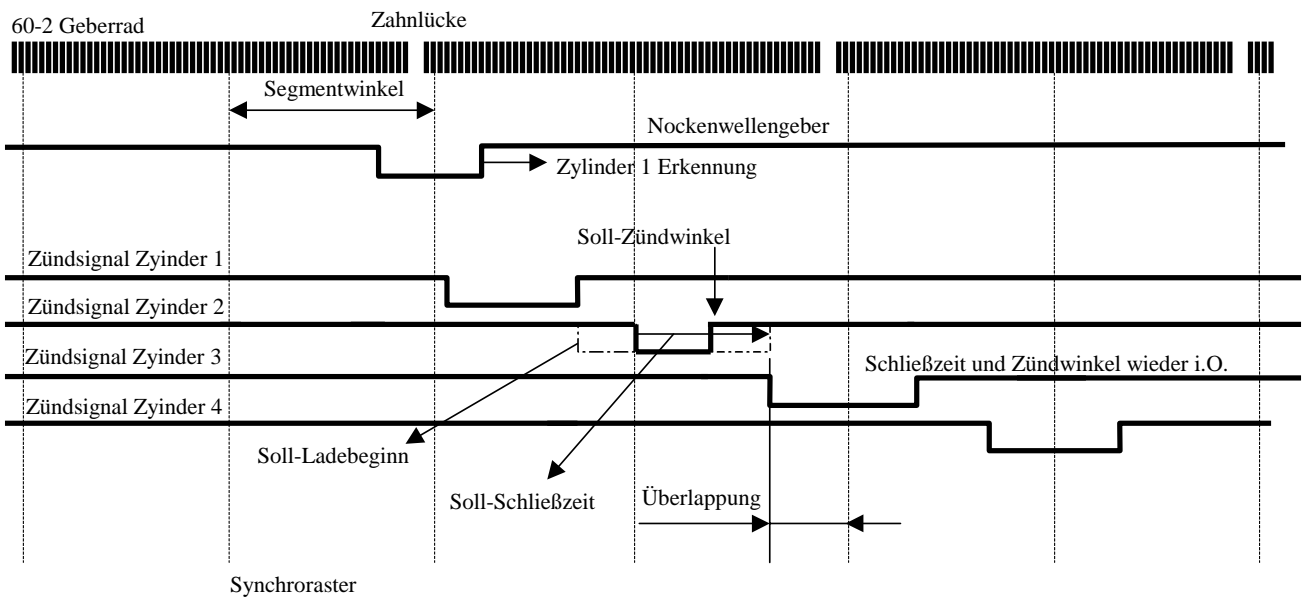 60-2 Geberrad
Zahnlücke
Segmentwinkel
Nockenwellengeber
Zylinder 1 Erkennung
Soll-Zündwinkel
Zündsignal Zyinder 1
Zündsignal Zyinder 2
Zündsignal Zyinder 3
Schließzeit und Zündwinkel wieder i.O.
Zündsignal Zyinder 4
Soll-Ladebeginn
Soll-Schließzeit
Überlappung
Synchroraster